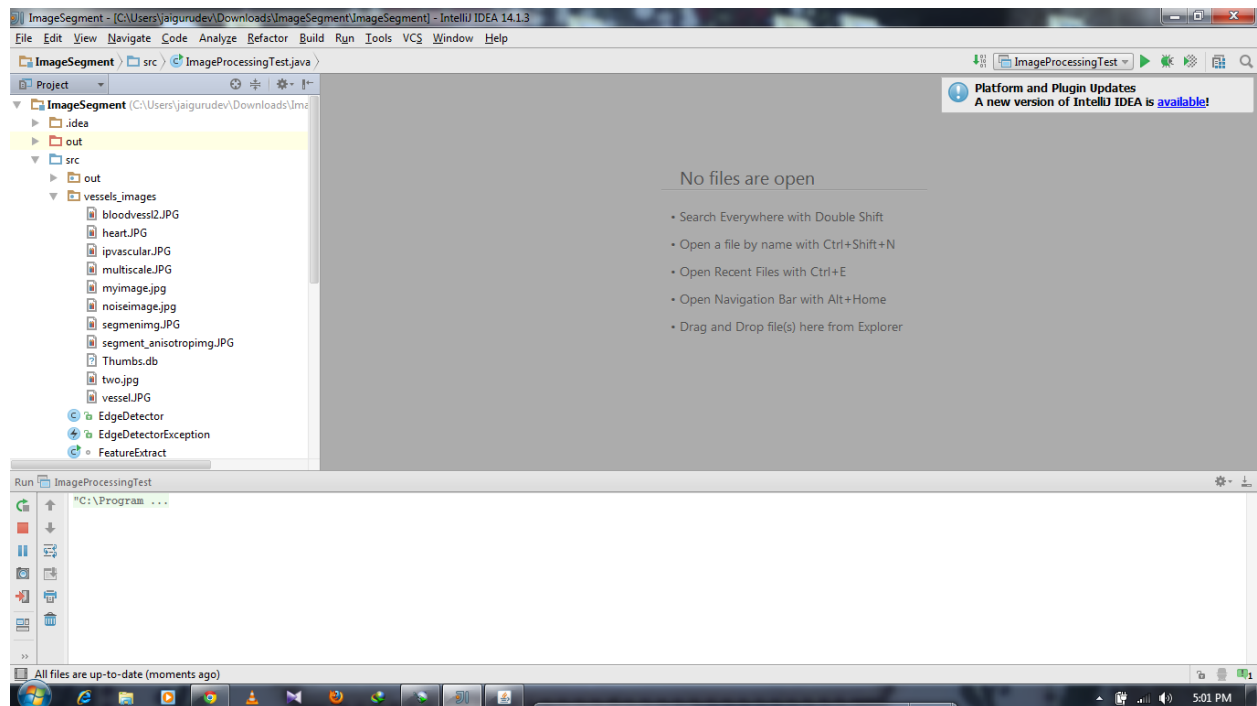 ImageSegment - [C:\Users\jaigurudev\Downloads\ImageSegment\ImageSegment] - IntelliJ IDEA 14.1.3
File Edit View Navigate Code Analyze Refactor Build Run Tools VCS Window Help
ImageSegment src ImageProcessingTest.java
ImageProcessingTest
Project
Platform and Plugin Updates
A new version of IntelliJ IDEA is available!
ImageSegment (C:\Users\jaigurudev\Downloads\Ima
.idea
out
src
out
vessels_images
bloodvessl2.JPG
heart.JPG
ipvascular.JPG
multiscale.JPG
myimage.jpg
noiseimage.jpg
segmenimg.JPG
segment_anisotropimg.JPG
Thumbs.db
two.jpg
vessel.JPG
EdgeDetector
EdgeDetectorException
FeatureExtract
No files are open
• Search Everywhere with Double Shift
• Open a file by name with Ctrl+Shift+N
• Open Recent Files with Ctrl+E
• Open Navigation Bar with Alt+Home
• Drag and Drop file(s) here from Explorer
Run ImageProcessingTest
"C:\Program ...
All files are up-to-date (moments ago)
1
5:01 PM